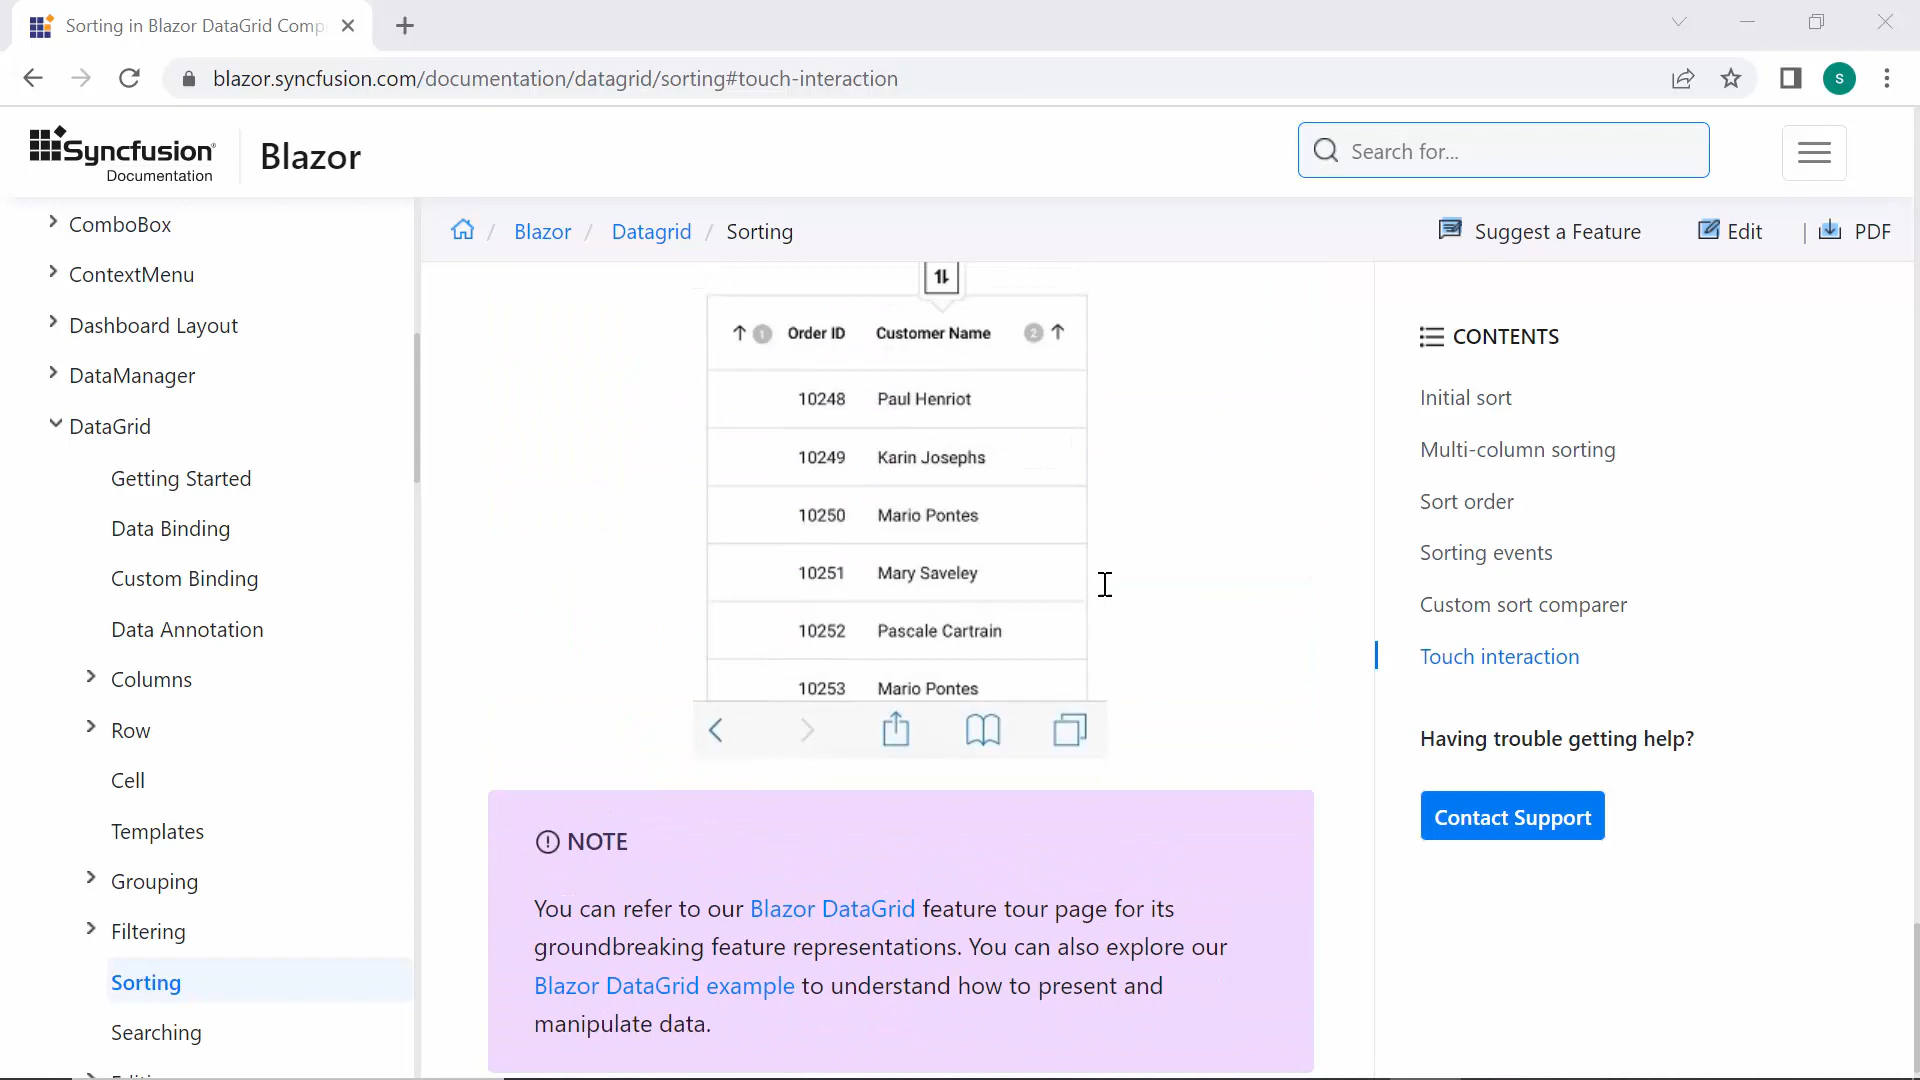 Sorting in Blazor DataGrid Comp
blazor.syncfusion.com/documentation/datagrid/sorting#touch-interaction
S
Syncfusion
Documentation
Blazor
Search for...
ComboBox
ContextMenu
Dashboard Layout
DataManager
DataGrid
Getting Started
Data Binding
Custom Binding
Data Annotation
Columns
Row
Cell
Templates
Grouping
Filtering
Sorting
Searching
/ Blazor / Datagrid / Sorting
Suggest a Feature
Edit
| PDF
1 Order ID Customer Name 2
10248 Paul Henriot
10249 Karin Josephs
10250 Mario Pontes
10251 Mary Saveley
10252 Pascale Cartrain
10253 Mario Pontes
NOTE
You can refer to our Blazor DataGrid feature tour page for its
groundbreaking feature representations. You can also explore our
Blazor DataGrid example to understand how to present and
manipulate data.
CONTENTS
Initial sort
Multi-column sorting
Sort order
Sorting events
Custom sort comparer
Touch interaction
Having trouble getting help?
Contact Support